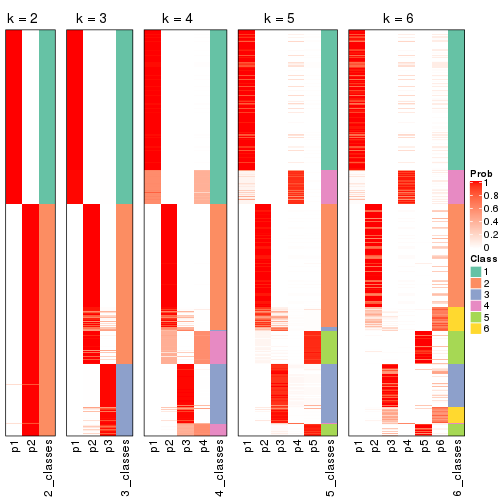 k = 2
k = 3
k = 4
k = 5
k = 6
Prob
1
0.8
0.6
0.4
0.2
0
Class
1
2
3
4
5
6
p1
p2
2_classes
p1
p2
p3
3_classes
p1
p2
p3
p4
4_classes
p1
p2
p3
p4
p5
5_classes
p1
p2
p3
p4
p5
p6
6_classes